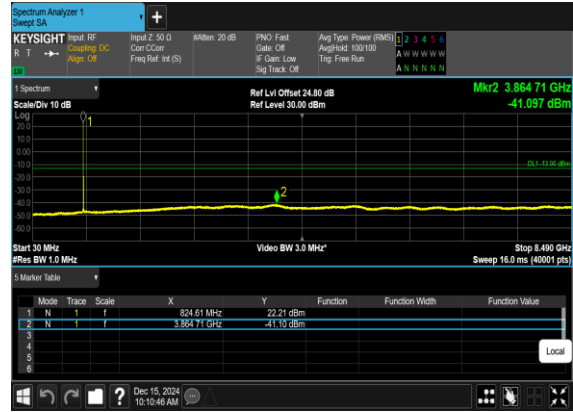 Spectrum Analyzer 1
Swept SA
KEYSIGHT Input: RF Input Z: 50 Ω #Atten: 20 dB PNO: Fast Avg Type: Power (RMS) 1 2 3 4 5 6
R T Coupling: DC Corr CCorr Gate: Off Avg|Hold: 100/100 A W W W W W
Align: Off Freq Ref: Int (S) IF Gain: Low Trig: Free Run
Sig Track: Off A N N N N N
1 Spectrum Ref Lvl Offset 24.80 dB Mkr2 3.864 71 GHz
Scale/Div 10 dB Ref Level 30.00 dBm -41.097 dBm
Log
20.0 1
10.0
0.00
-10.0 DL1 -13.00 dBm
-20.0
-30.0 2
-40.0
-50.0
-60.0
Start 30 MHz Video BW 3.0 MHz* Stop 8.490 GHz
#Res BW 1.0 MHz Sweep 16.0 ms (40001 pts)
5 Marker Table
Mode Trace Scale X Y Function Function Width Function Value
1 N 1 f 824.61 MHz 22.21 dBm
2 N 1 f 3.864 71 GHz -41.10 dBm
3
4
5
6
Local
? Dec 15, 2024
10:10:46 AM